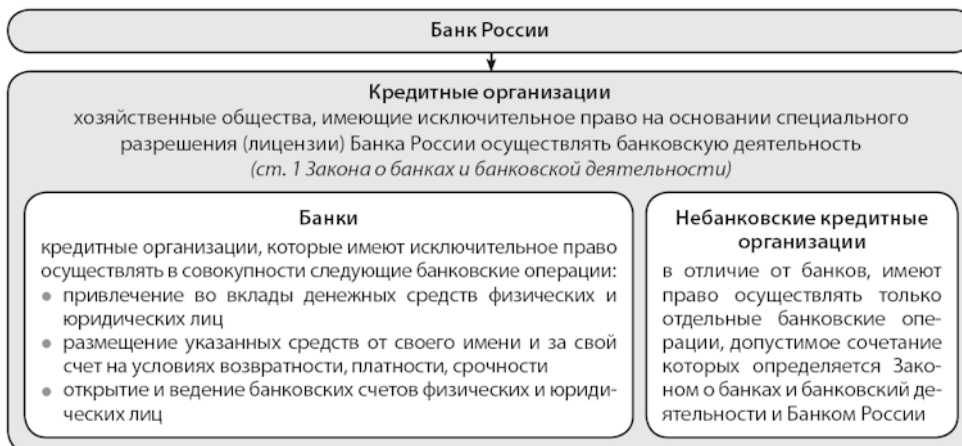 Банк России
Кредитные организации
хозяйственные общества, имеющие исключительное право на основании специального
разрешения (лицензии) Банка России осуществлять банковскую деятельность
(ст. 1 Закона о банках и банковской деятельности)
Банки
кредитные организации, которые имеют исключительное право
осуществлять в совокупности следующие банковские операции:
● привлечение во вклады денежных средств физических и
юридических лиц
● размещение указанных средств от своего имени и за свой
счет на условиях возвратности, платности, срочности
● открытие и ведение банковских счетов физических и юриди-
ческих лиц
Небанковские кредитные
организации
в отличие от банков, имеют
право осуществлять только
отдельные банковские опе-
рации, допустимое сочетание
которых определяется Зако-
ном о банках и банковский де-
ятельности и Банком России